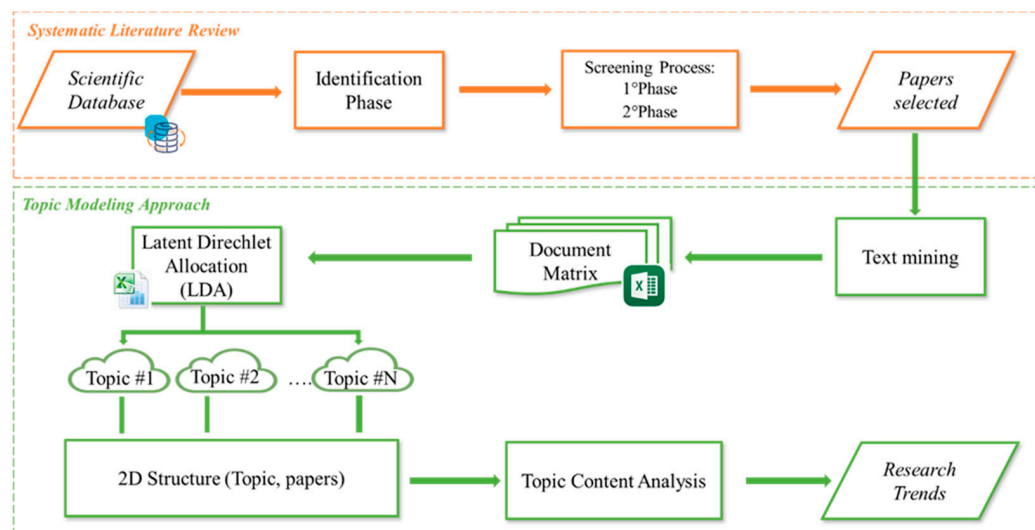 Systematic Literature Review
Scientific
Database
Identification
Phase
Screening Process:
1°Phase
2°Phase
Papers
selected
Topic Modeling Approach
Latent Direchlet
Allocation
(LDA)
Document
Matrix
Text mining
Topic #1
Topic #2
....
Topic #N
2D Structure (Topic, papers)
Topic Content Analysis
Research
Trends